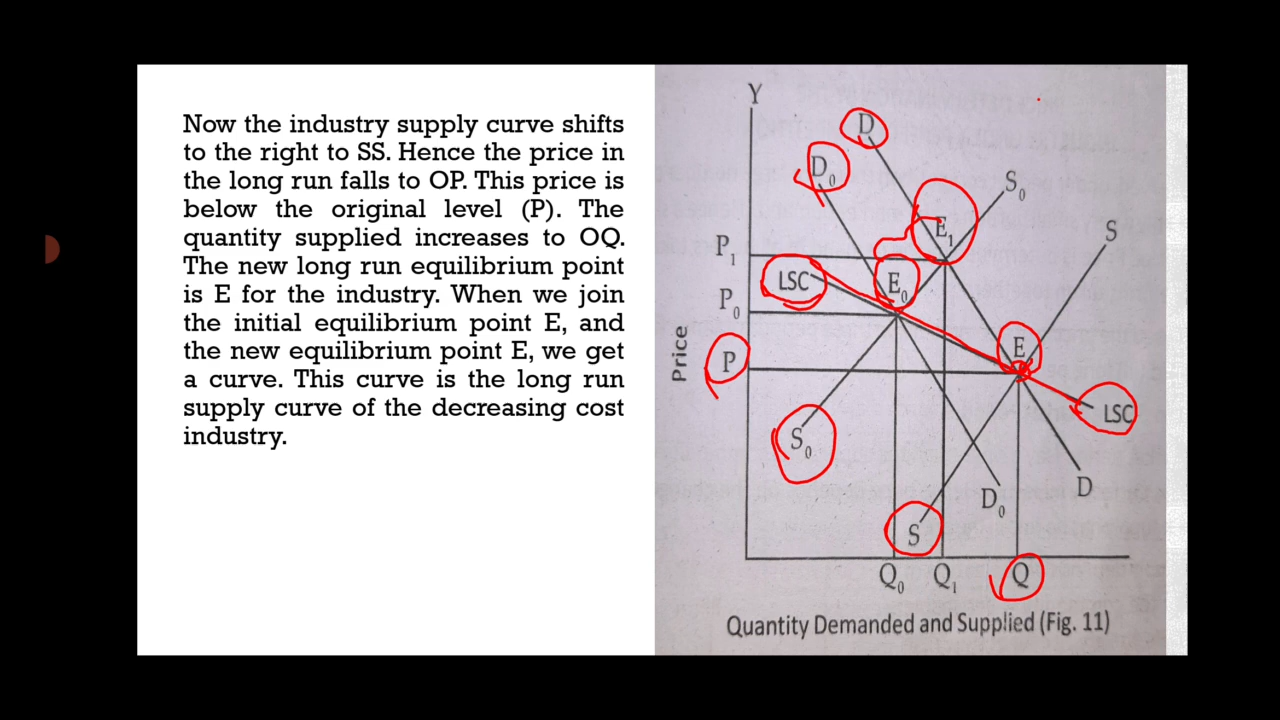 Now the industry supply curve shifts
to the right to SS. Hence the price in
the long run falls to OP. This price is
below the original level (P). The
quantity supplied increases to OQ.
The new long run equilibrium point
is E for the industry. When we join
the initial equilibrium point E, and
the new equilibrium point E, we get
a curve. This curve is the long run
supply curve of the decreasing cost
industry.
Y
D
D₀
S₀
E₁
S
P₁
LSC
E₀
P₀
E
P
Price
LSC
S₀
D
D₀
S
Q₀ Q₁ Q
Quantity Demanded and Supplied (Fig. 11)